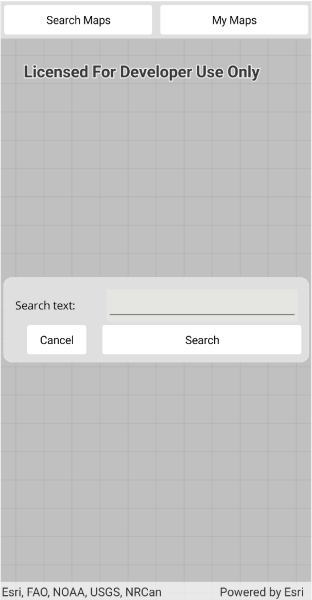 Search Maps
My Maps
Licensed For Developer Use Only
Search text:
Cancel
Search
Esri, FAO, NOAA, USGS, NRCan
Powered by Esri